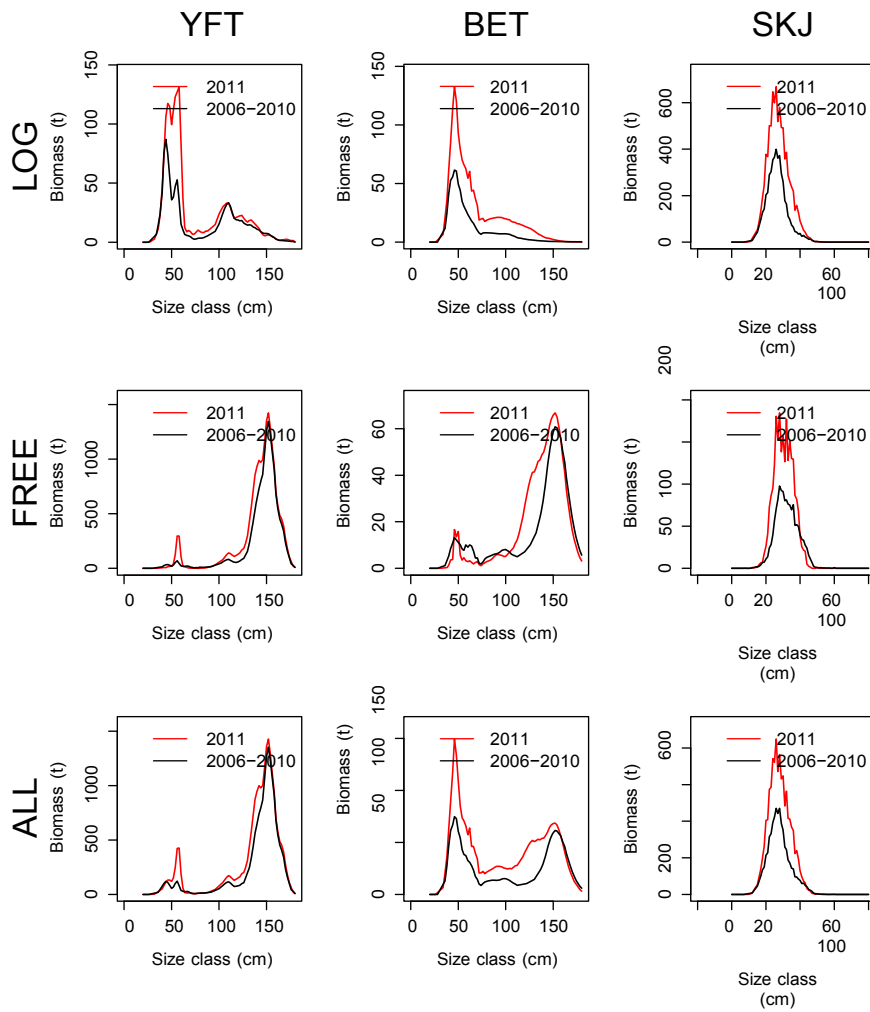 YFT BET SKJ
LOG
Biomass (t)
0 50 100 150
2011
2006−2010
0 50 100 150
Size class (cm)
Biomass (t)
0 50 100 150
2011
2006−2010
0 50 100 150
Size class (cm)
Biomass (t)
0 200 400 600
2011
2006−2010
0 20 60
100
Size class
(cm)
FREE
Biomass (t)
0 500 1000
2011
2006−2010
0 50 100 150
Size class (cm)
Biomass (t)
0 20 40 60
2011
2006−2010
0 50 100 150
Size class (cm)
200
Biomass (t)
0 50 100 150
2011
2006−2010
0 20 60
100
Size class
(cm)
ALL
Biomass (t)
0 500 1000
2011
2006−2010
0 50 100 150
Size class (cm)
150
Biomass (t)
0 50 100
2011
2006−2010
0 50 100 150
Size class (cm)
Biomass (t)
0 200 400 600
2011
2006−2010
0 20 60
100
Size class
(cm)